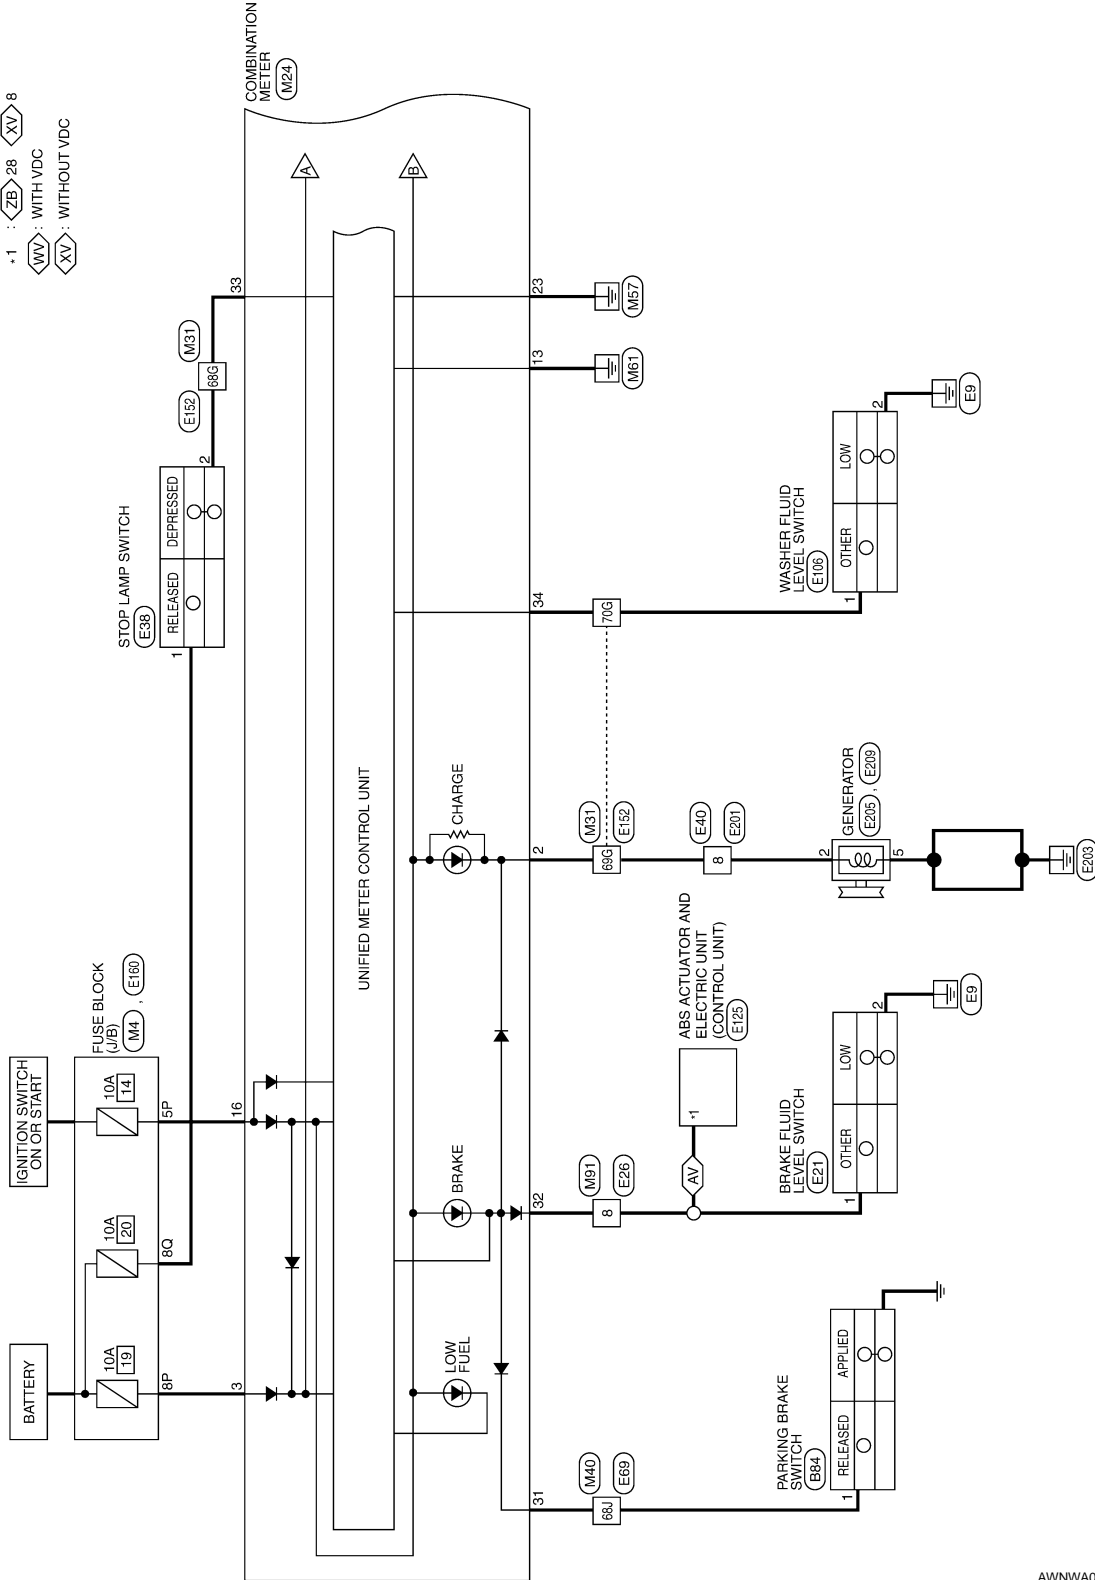 BATTERY
IGNITION SWITCH
ON OR START
FUSE BLOCK
(J/B)
M4 , E160
10A
19
10A
20
10A
14
8P
8Q
5P
3
16
STOP LAMP SWITCH
E38
RELEASED
DEPRESSED
1
2
E152
M31
68G
33
*1 : ZB 28 XV 8
WV : WITH VDC
XV : WITHOUT VDC
COMBINATION
METER
M24
A
B
UNIFIED METER CONTROL UNIT
LOW
FUEL
BRAKE
CHARGE
31
32
2
34
13
23
M40
68J
E69
M91
8
E26
M31
69G
E152
70G
M61
M57
AV
*1
ABS ACTUATOR AND
ELECTRIC UNIT
(CONTROL UNIT)
E125
E40
8
E201
PARKING BRAKE
SWITCH
B84
RELEASED
APPLIED
1
BRAKE FLUID
LEVEL SWITCH
E21
OTHER
LOW
1
2
E9
GENERATOR
E205 , E209
2
5
E203
WASHER FLUID
LEVEL SWITCH
E106
OTHER
LOW
1
2
E9